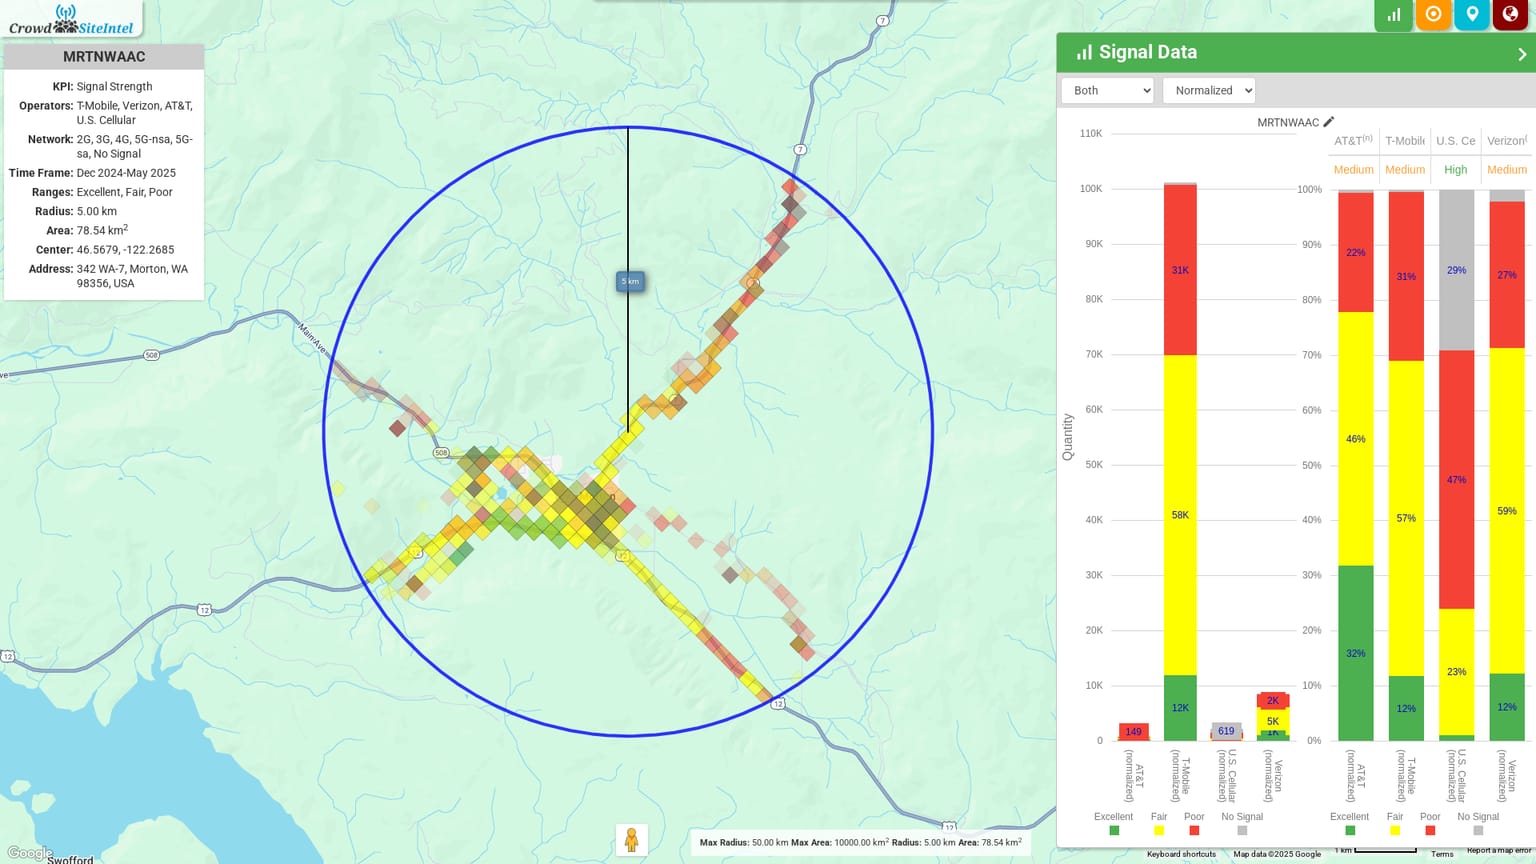 Crowd SiteIntel
MRTNWAAC
KPI: Signal Strength
Operators: T-Mobile, Verizon, AT&T,
U.S. Cellular
Network: 2G, 3G, 4G, 5G-nsa, 5G-
sa, No Signal
Time Frame: Dec 2024-May 2025
Ranges: Excellent, Fair, Poor
Radius: 5.00 km
Area: 78.54 km2
Center: 46.5679, -122.2685
Address: 342 WA-7, Morton, WA
98356, USA
7
7
5 km
Main Ave
508
508
12
12
12
12
12
12
Swofford
Google
Signal Data
Both
Normalized
MRTNWAAC
AT&T(n) T-Mobile U.S. Ce Verizon(
Medium Medium High Medium
Quantity
110K
100K
90K
80K
70K
60K
50K
40K
30K
20K
10K
0
149
31K
58K
12K
619
2K
5K
1K
AT&T (normalized)
T-Mobile (normalized)
U.S. Cellular (normalized)
Verizon (normalized)
Excellent Fair Poor No Signal
100%
90%
80%
70%
60%
50%
40%
30%
20%
10%
0%
22%
46%
32%
31%
57%
12%
29%
47%
23%
27%
59%
12%
AT&T (normalized)
T-Mobile (normalized)
U.S. Cellular (normalized)
Verizon (normalized)
Excellent Fair Poor No Signal
Max Radius: 50.00 km Max Area: 10000.00 km2 Radius: 5.00 km Area: 78.54 km2
Keyboard shortcuts Map data ©2025 Google 1 km Terms Report a map error